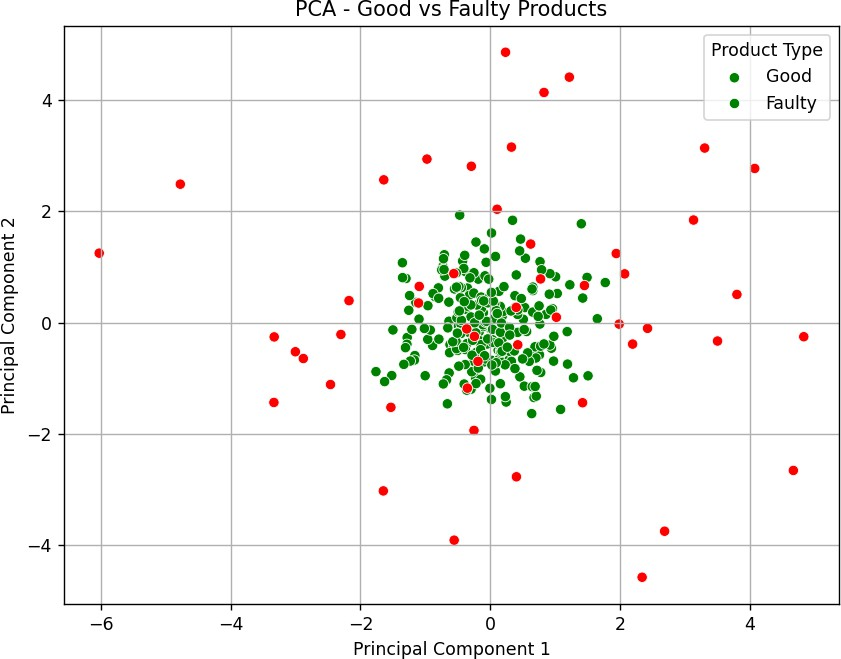 PCA - Good vs Faulty Products
Product Type
Good
Faulty
4
2
0
−2
−4
Principal Component 2
−6
−4
−2
0
2
4
Principal Component 1